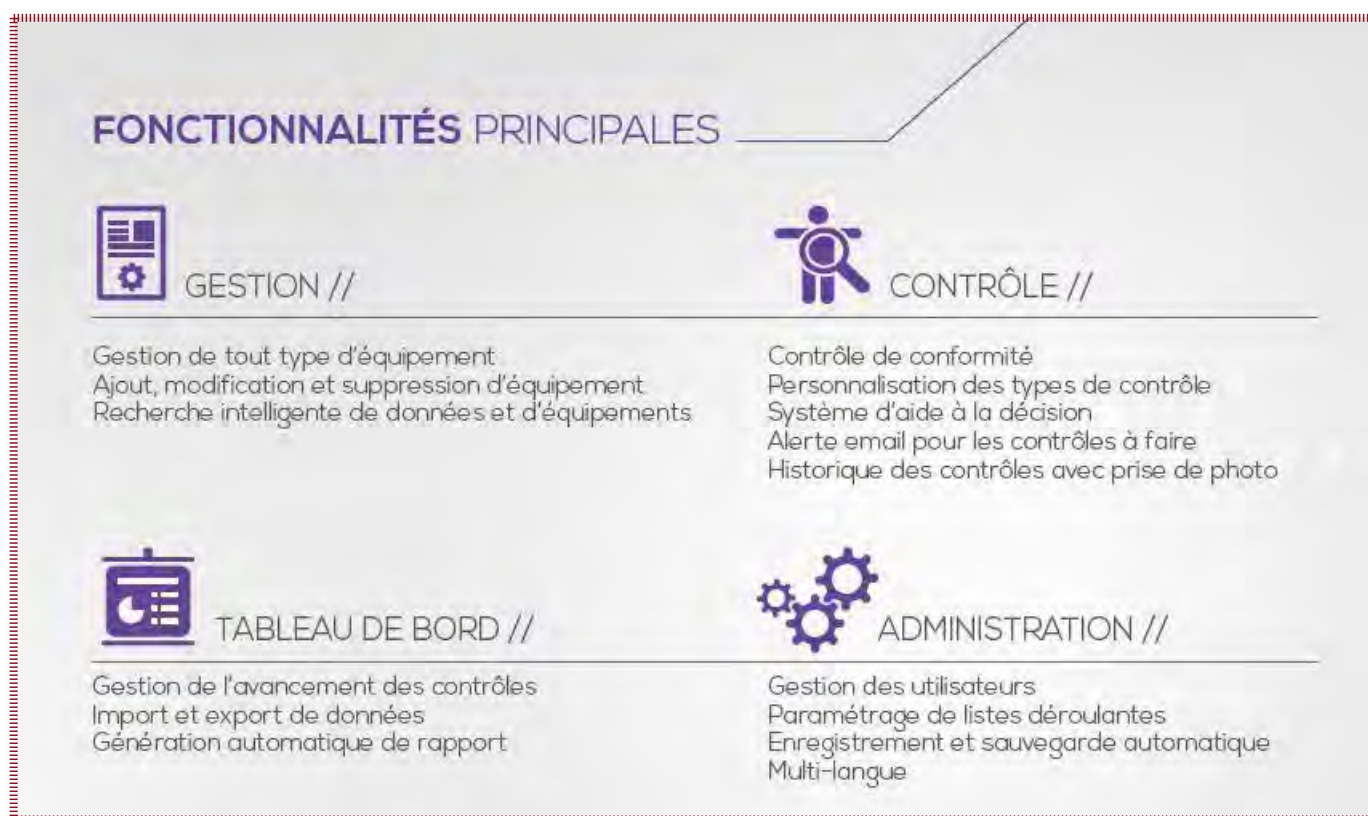 FONCTIONNALITÉS PRINCIPALES
GESTION //
Gestion de tout type d'équipement
Ajout, modification et suppression d'équipement
Recherche intelligente de données et d'équipements
CONTRÔLE //
Contrôle de conformité
Personnalisation des types de contrôle
Système d'aide à la décision
Alerte email pour les contrôles à faire
Historique des contrôles avec prise de photo
TABLEAU DE BORD //
Gestion de l'avancement des contrôles
Import et export de données
Génération automatique de rapport
ADMINISTRATION //
Gestion des utilisateurs
Paramétrage de listes déroulantes
Enregistrement et sauvegarde automatique
Multi-langue